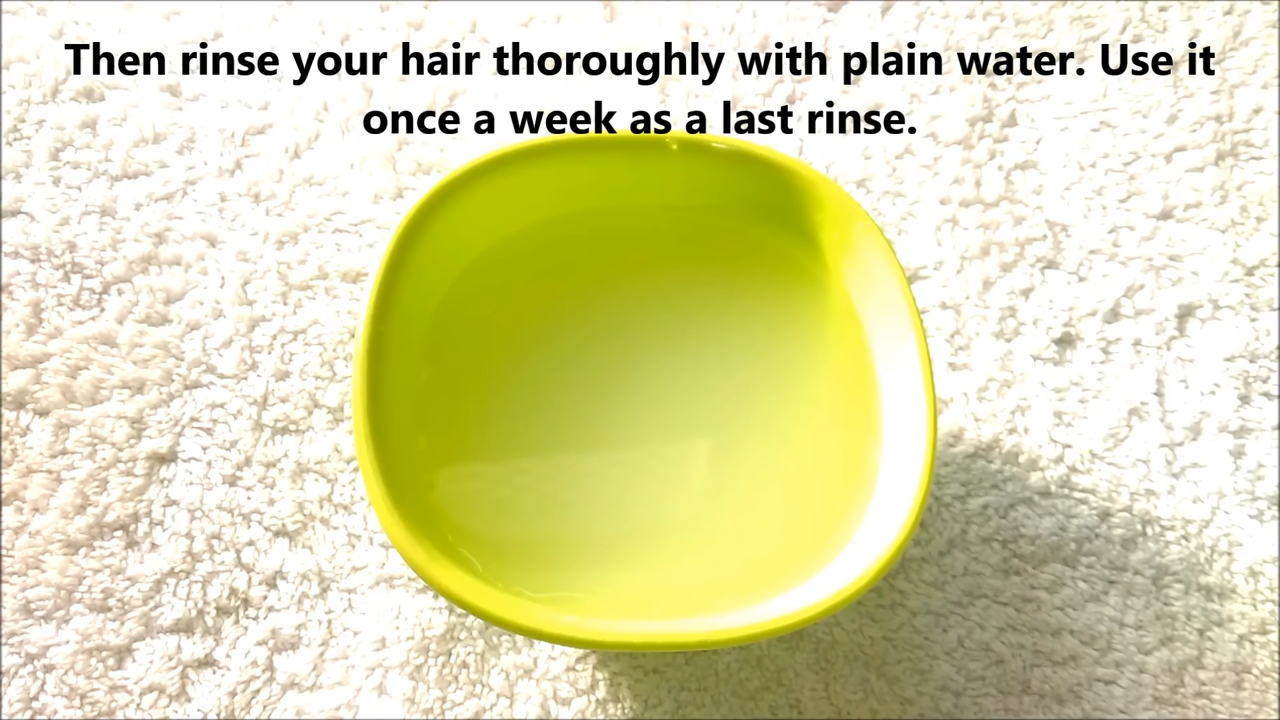 Then rinse your hair thoroughly with plain water. Use it
once a week as a last rinse.